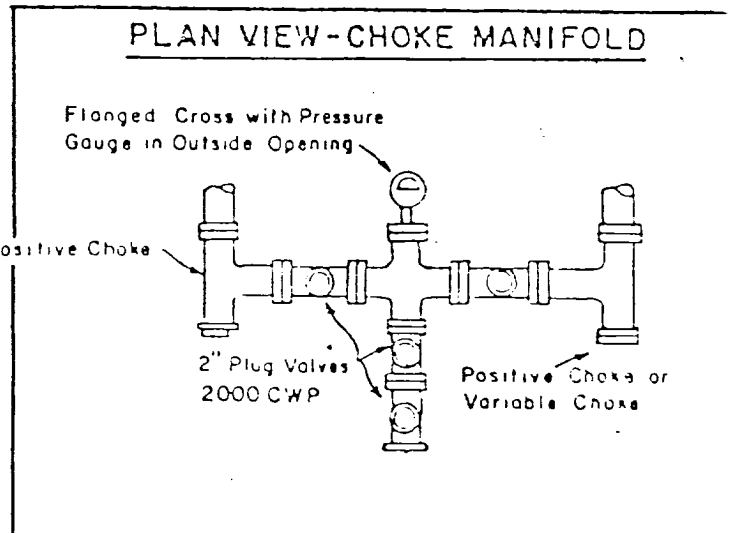 PLAN VIEW-CHOKE MANIFOLD
Flanged Cross with Pressure
Gauge in Outside Opening
ositive Choke
2" Plug Valves
2000 CWP
Positive Choke or
Variable Choke